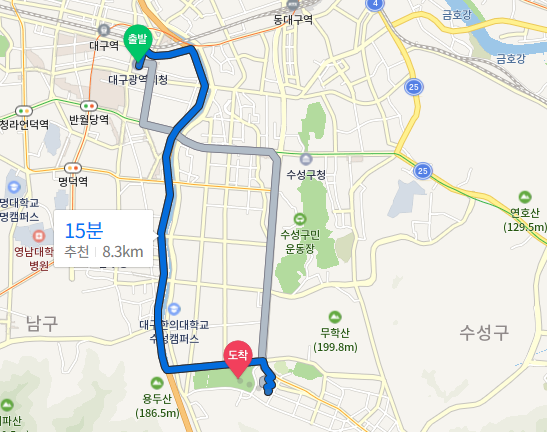 4
금호강
동대구역
대구역
출발
금호강
대구광역시청
25
반월당역
청라언덕역
수성구청
25
명덕역
명대학교
명캠퍼스
연호산
(129.5m)
15분
추천 8.3km
수성구민
운동장
영남대학
병원
대구한의대학교
수성캠퍼스
남구
무학산
(199.8m)
수성구
도착
용두산
(186.5m)
파산